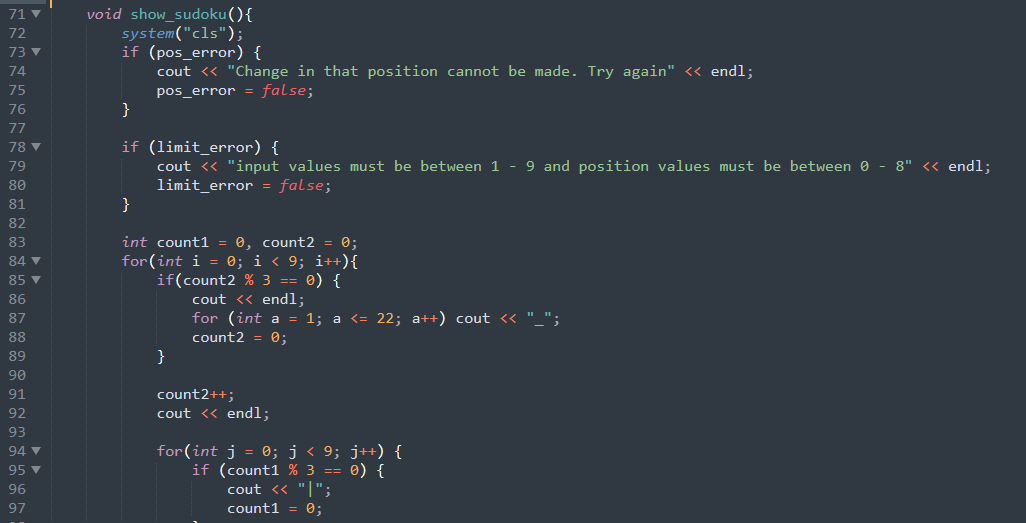 71 void show_sudoku(){
72 system("cls");
73 if (pos_error) {
74 cout << "Change in that position cannot be made. Try again" << endl;
75 pos_error = false;
76 }
77
78 if (limit_error) {
79 cout << "input values must be between 1 - 9 and position values must be between 0 - 8" << endl;
80 limit_error = false;
81 }
82
83 int count1 = 0, count2 = 0;
84 for(int i = 0; i < 9; i++){
85 if(count2 % 3 == 0) {
86 cout << endl;
87 for (int a = 1; a <= 22; a++) cout << "_";
88 count2 = 0;
89 }
90
91 count2++;
92 cout << endl;
93
94 for(int j = 0; j < 9; j++) {
95 if (count1 % 3 == 0) {
96 cout << "|";
97 count1 = 0;